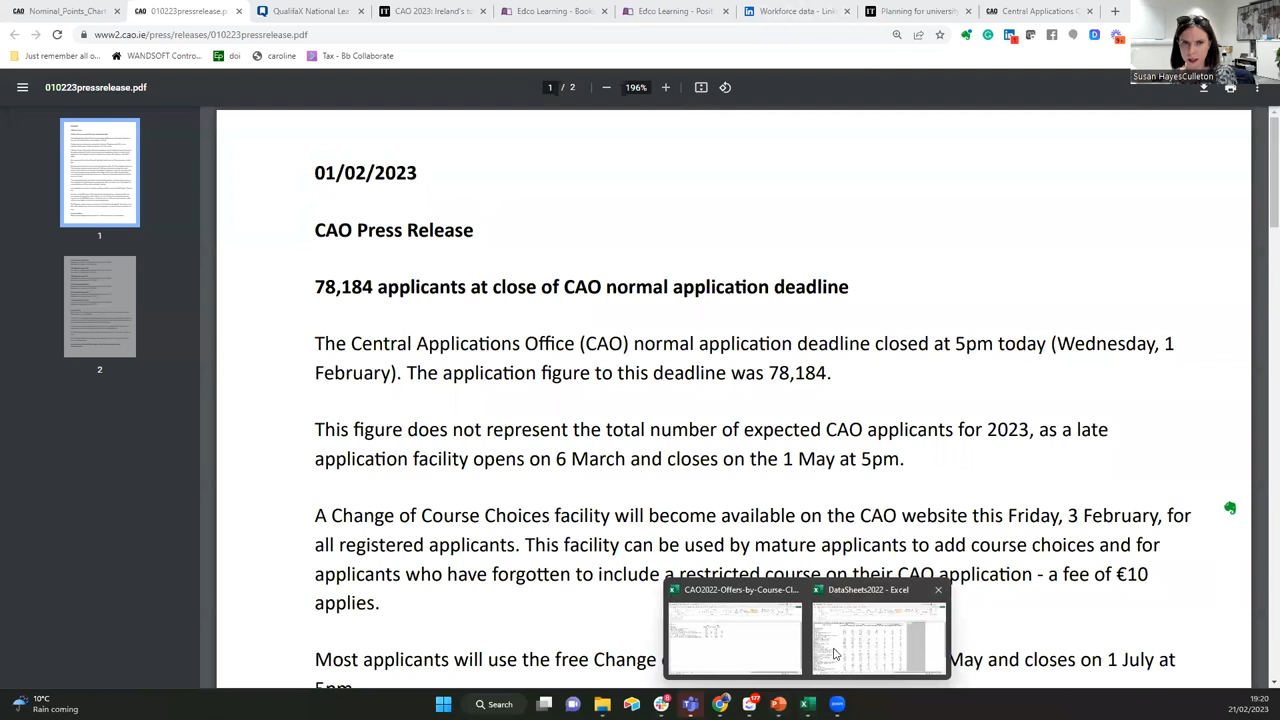 Nominal_Points_Chart
010223pressrelease.p
QualifaX National Lea
CAO 2023: Ireland's to
Edco Learning - Books
Edco Learning - Posit
Workforce data - Link
Planning for university
Central Applications O
www2.cao.ie/press/releases/010223pressrelease.pdf
Just remember all o...
WANDSOFT Contro...
doi
caroline
Tax - Bb Collaborate
Susan HayesCulleton
010223pressrelease.pdf
1 / 2
196%
01/02/2023
CAO Press Release
78,184 applicants at close of CAO normal application deadline
The Central Applications Office (CAO) normal application deadline closed at 5pm today (Wednesday, 1
February). The application figure to this deadline was 78,184.
This figure does not represent the total number of expected CAO applicants for 2023, as a late
application facility opens on 6 March and closes on the 1 May at 5pm.
A Change of Course Choices facility will become available on the CAO website this Friday, 3 February, for
all registered applicants. This facility can be used by mature applicants to add course choices and for
applicants who have forgotten to include a restricted course on their CAO application - a fee of €10
applies.
Most applicants will use the free Change
May and closes on 1 July at
5pm.
1
2
CAO2022-Offers-by-Course-Cl...
DataSheets2022 - Excel
10°C
Rain coming
Search
177
19:20
21/02/2023